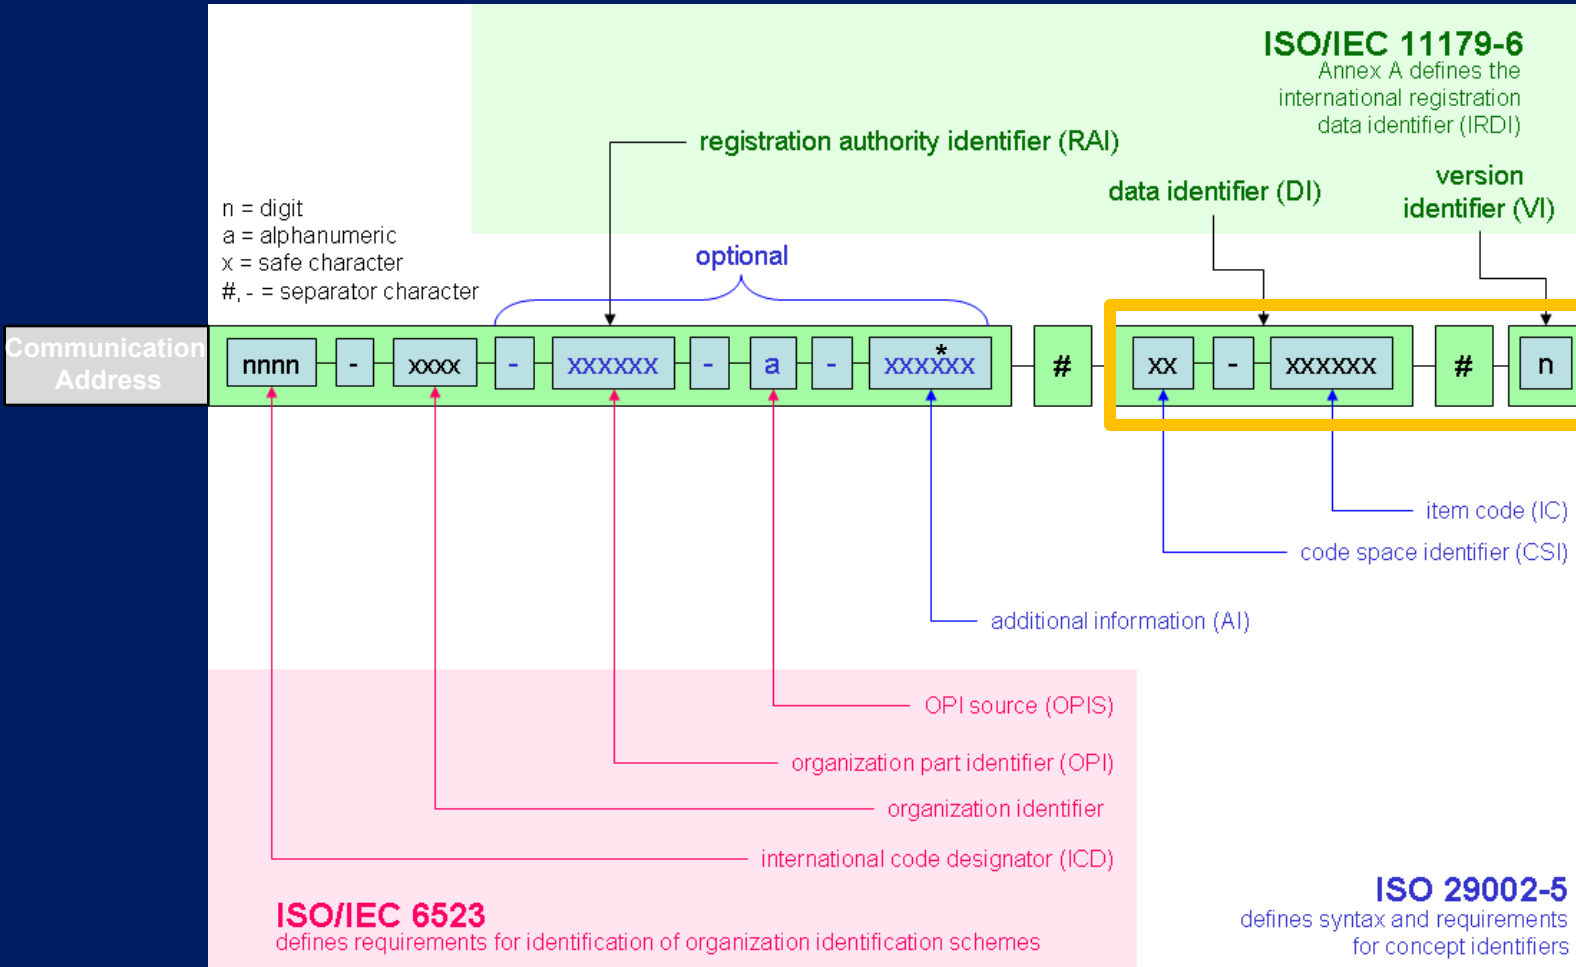 ISO/IEC 11179-6
Annex A defines the
international registration
data identifier (IRDI)
registration authority identifier (RAI)
data identifier (DI)
version
identifier (VI)
n = digit
a = alphanumeric
x = safe character
#, - = separator character
optional
Communication
Address
nnnn - xxxx - xxxxxx - a - xxxxxx * # xx - xxxxxx # n
item code (IC)
code space identifier (CSI)
additional information (AI)
OPI source (OPIS)
organization part identifier (OPI)
organization identifier
international code designator (ICD)
ISO/IEC 6523
defines requirements for identification of organization identification schemes
ISO 29002-5
defines syntax and requirements
for concept identifiers